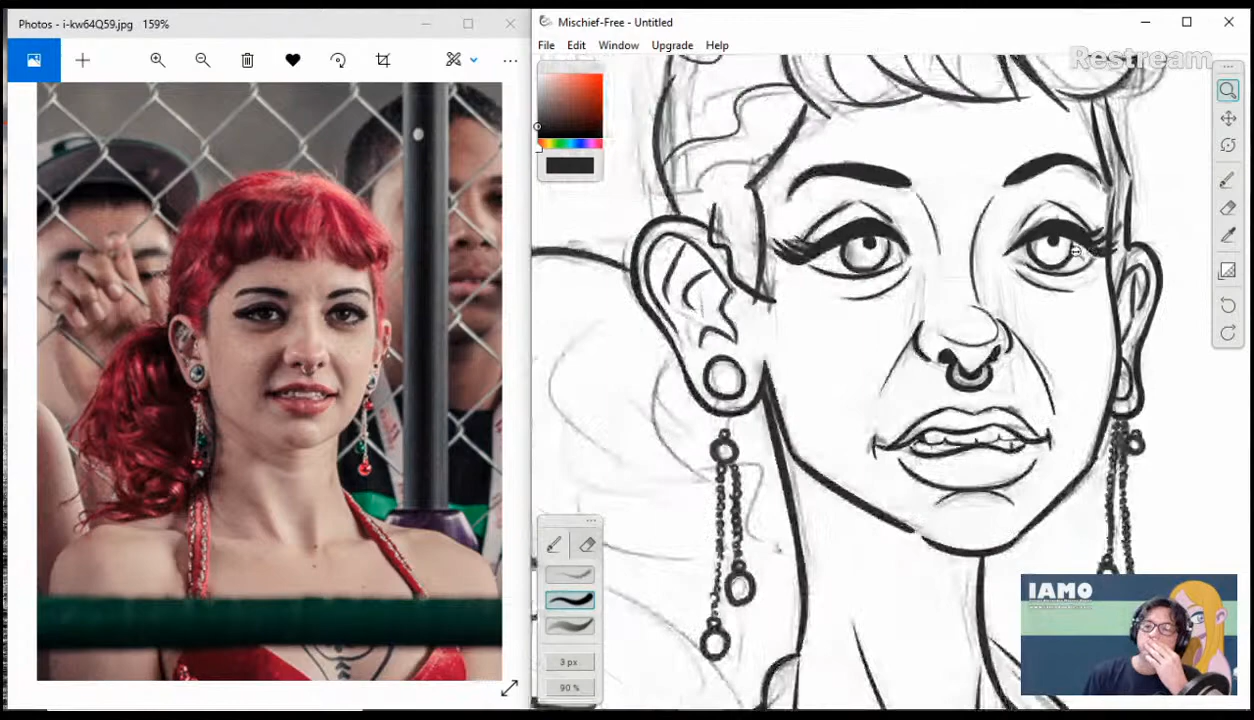 Photos - i-kw64Q59.jpg 159%
Mischief-Free - Untitled
File Edit Window Upgrade Help
Restream
3 px
90 %
IAMO